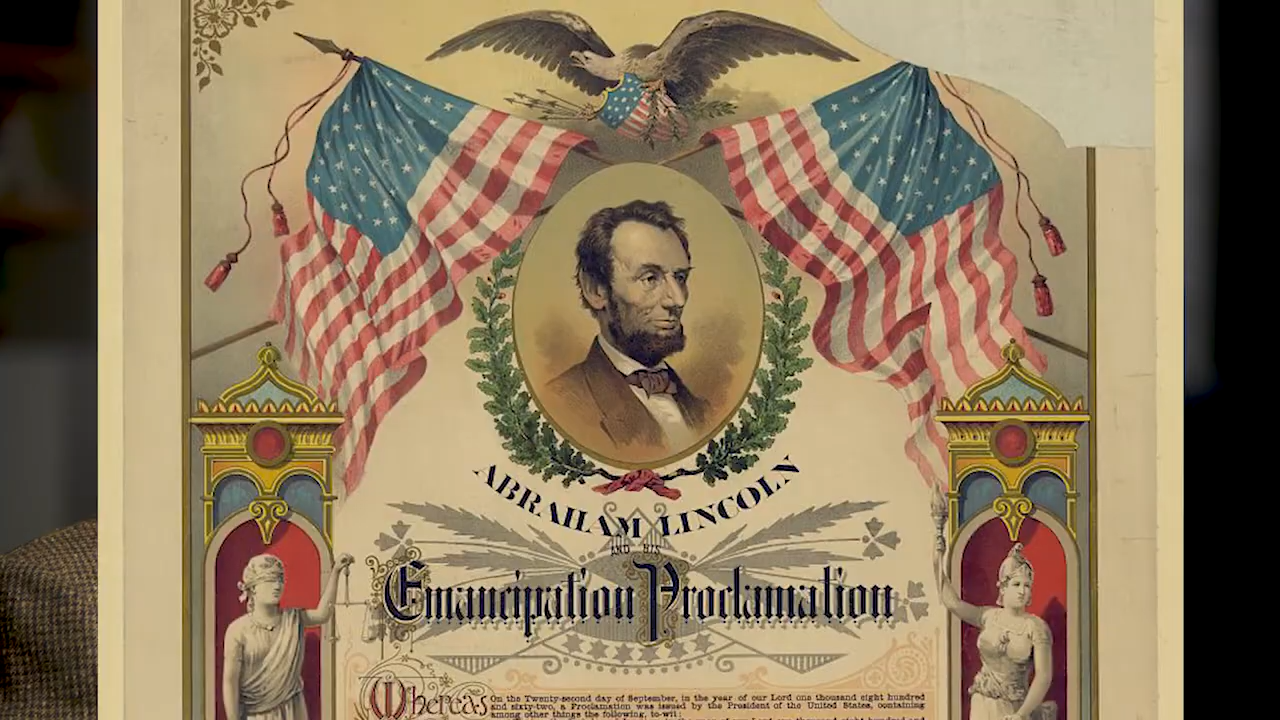 ABRAHAM LINCOLN
AND HIS
Emancipation Proclamation
Whereas On the Twenty-second day of September, in the year of our Lord one thousand eight hundred
and sixty-two, a Proclamation was issued by the President of the United States, containing
among other things the following, to-wit: